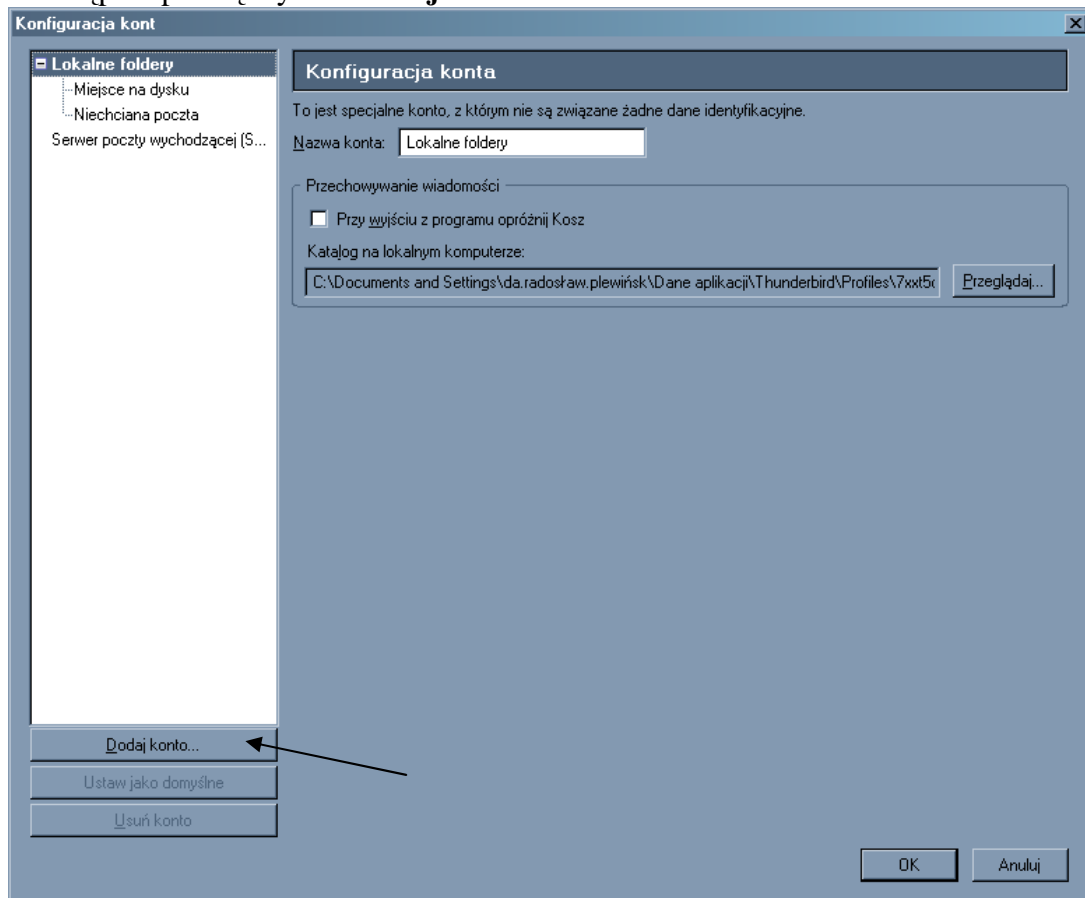 Konfiguracja kont
Lokalne foldery
Miejsce na dysku
Niechciana poczta
Serwer poczty wychodzącej (S...
Konfiguracja konta
To jest specjalne konto, z którym nie są związane żadne dane identyfikacyjne.
Nazwa konta: Lokalne foldery
Przechowywanie wiadomości
Przy wyjściu z programu opróżnij Kosz
Katalog na lokalnym komputerze:
C:\Documents and Settings\da.radosław.plewińsk\Dane aplikacji\Thunderbird\Profiles\7xxt5 Przeglądaj...
Dodaj konto...
Ustaw jako domyślne
Usuń konto
OK Anuluj